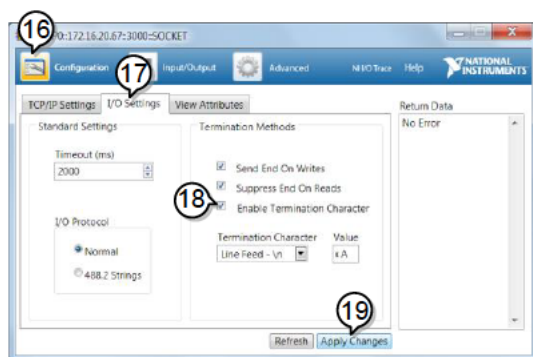 16
0::172.16.20.67::3000::SOCKET
Configuration
17
Input/Output
Advanced
NI I/O Trace
Help
NATIONAL
INSTRUMENTS
TCP/IP Settings
I/O Settings
View Attributes
Return Data
Standard Settings
Termination Methods
No Error
Timeout (ms)
2000
Send End On Writes
Suppress End On Reads
18
Enable Termination Character
I/O Protocol
Termination Character
Value
Normal
Line Feed - \n
xA
488.2 Strings
19
Refresh
Apply Changes